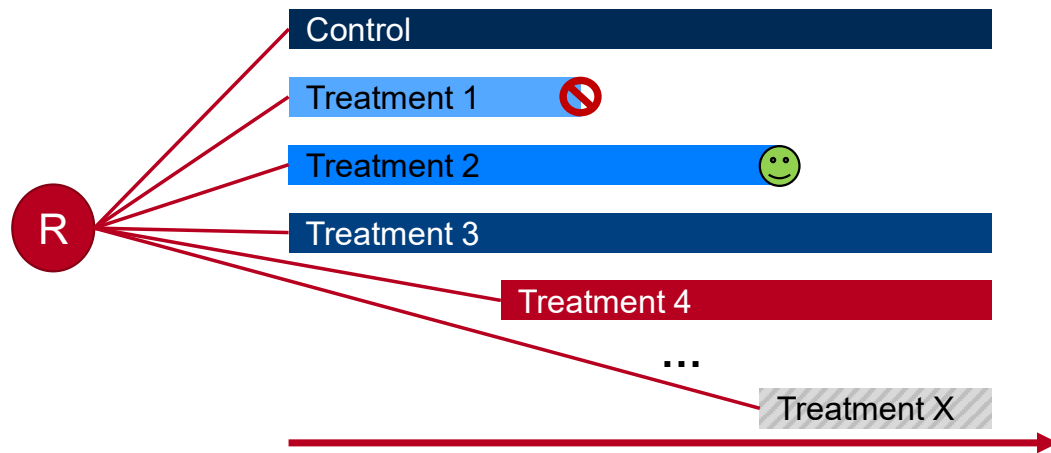 Control
Treatment 1
Treatment 2
R
Treatment 3
Treatment 4
...
Treatment X